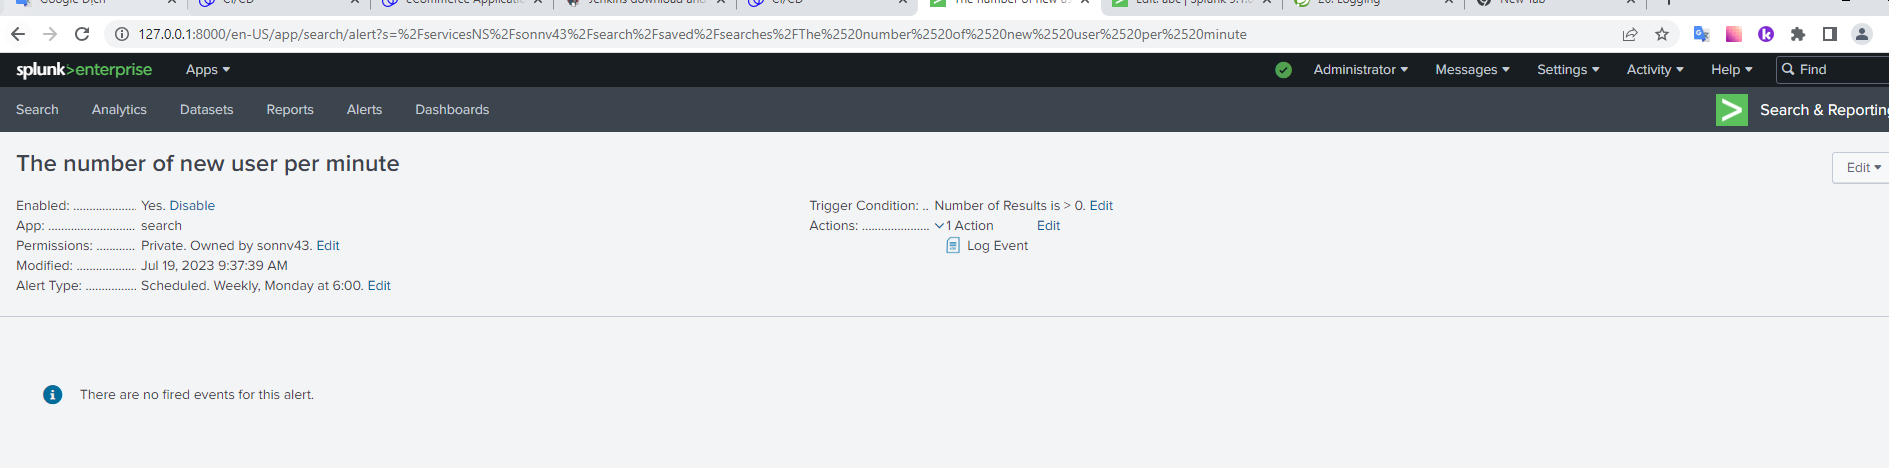 Google Dịch
CI/CD
eCommerce Applicatio
Jenkins download and
CI/CD
The number of new us
Edit: abc | Splunk 9.1.0
20. Logging
New Tab
127.0.0.1:8000/en-US/app/search/alert?s=%2FservicesNS%2Fsonnv43%2Fsearch%2Fsaved%2Fsearches%2FThe%2520number%2520of%2520new%2520user%2520per%2520minute
splunk>enterprise Apps Administrator Messages Settings Activity Help Find
Search Analytics Datasets Reports Alerts Dashboards Search & Reporting
The number of new user per minute
Edit
Enabled: ................... Yes. Disable
App: .......................... search
Permissions: ............ Private. Owned by sonnv43. Edit
Modified: .................. Jul 19, 2023 9:37:39 AM
Alert Type: ................ Scheduled. Weekly, Monday at 6:00. Edit
Trigger Condition: .. Number of Results is > 0. Edit
Actions: .................... 1 Action Edit
Log Event
There are no fired events for this alert.